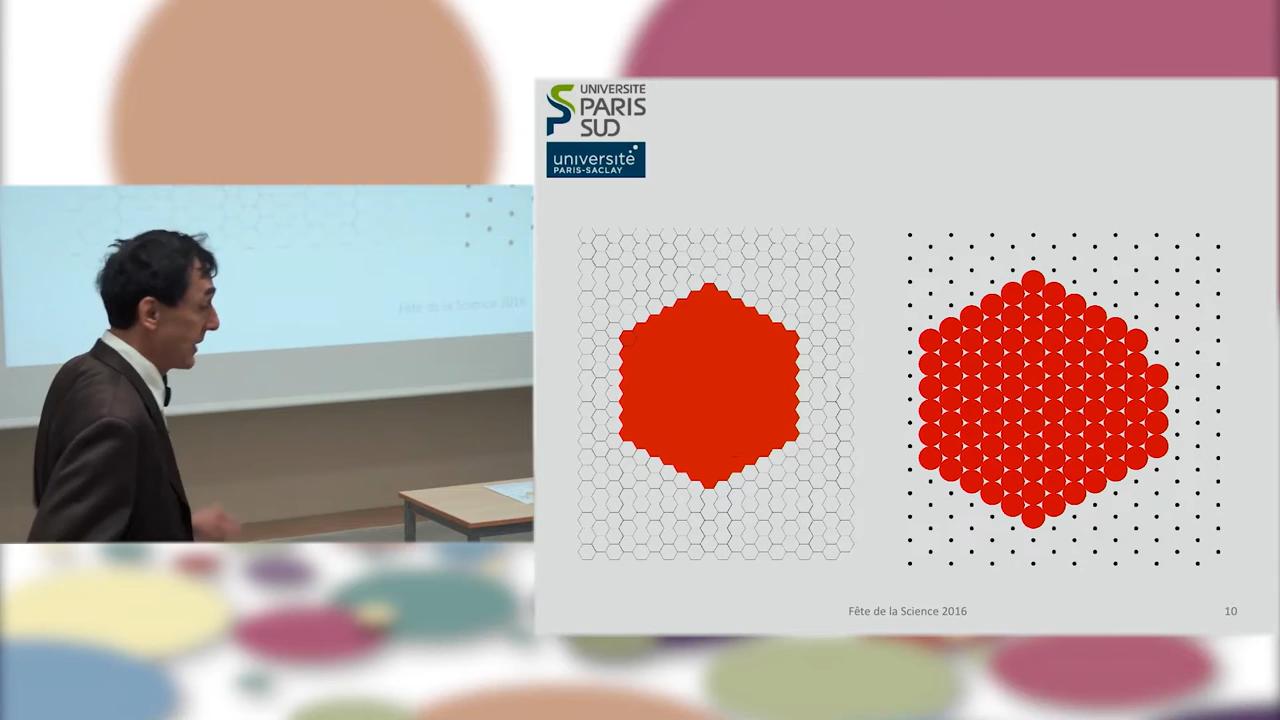 Fête de la Science 2016
UNIVERSITE
PARIS
SUD
université
PARIS-SACLAY
Fête de la Science 2016
10